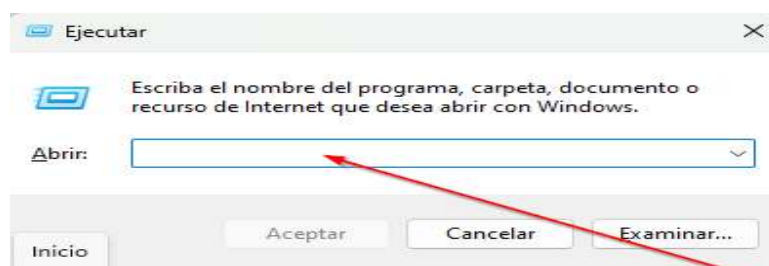 Ejecutar
Escriba el nombre del programa, carpeta, documento o
recurso de Internet que desea abrir con Windows.
Abrir:
Aceptar Cancelar Examinar...
Inicio